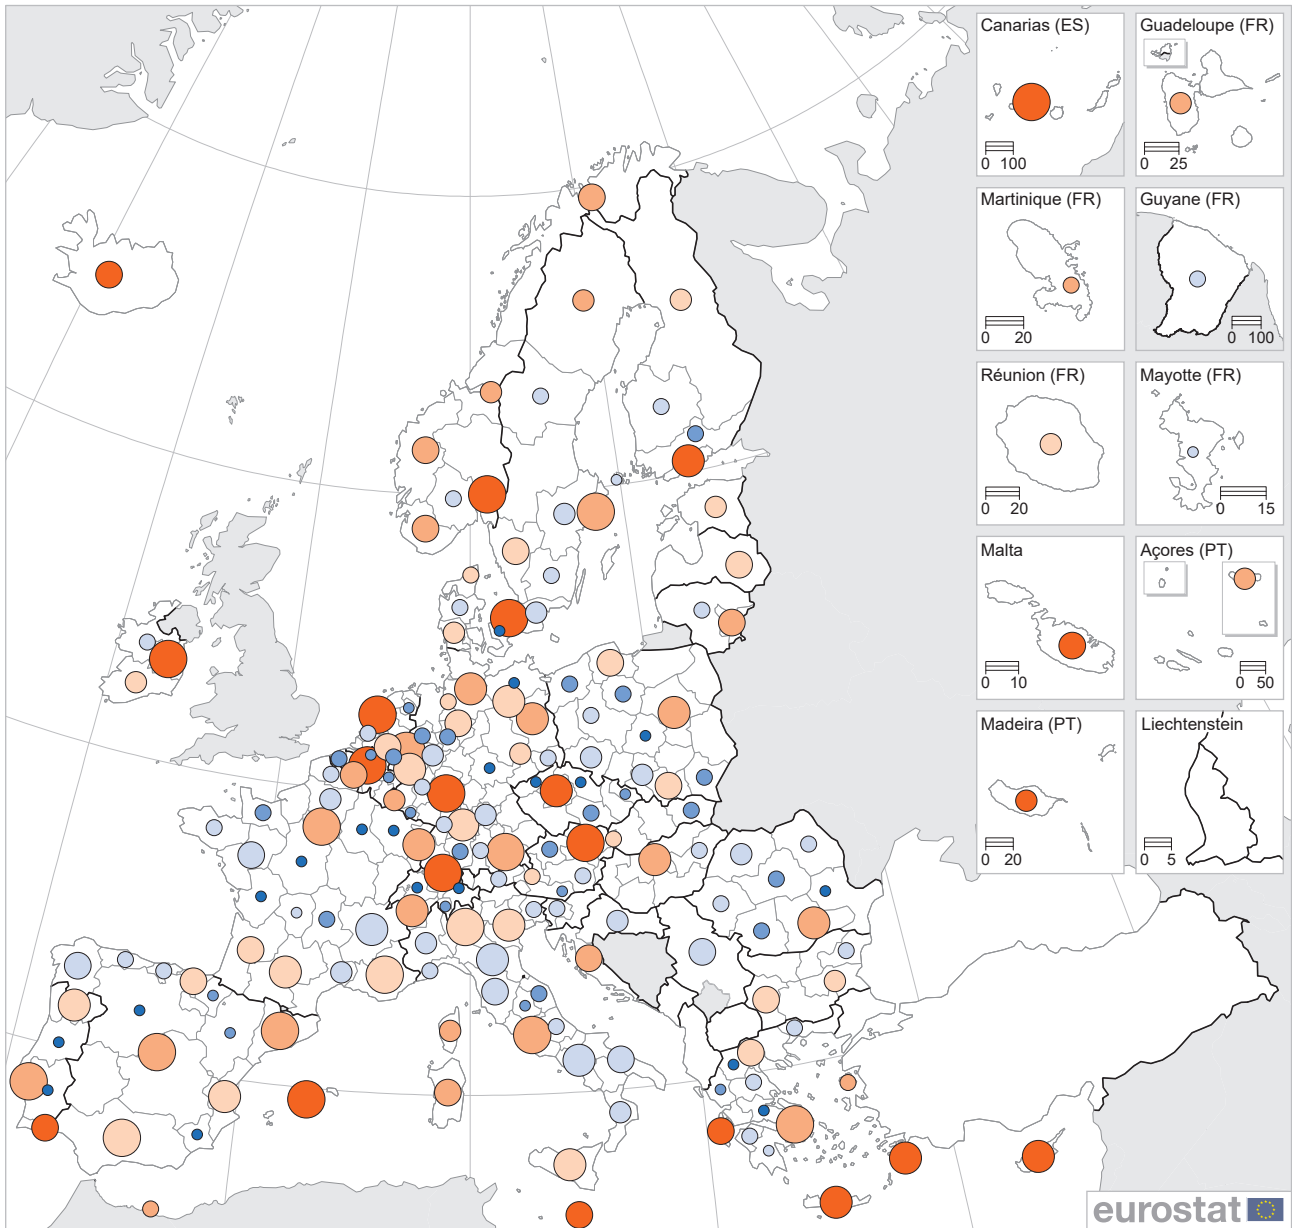 Canarias (ES)
0 100
Guadeloupe (FR)
0 25
Martinique (FR)
0 20
Guyane (FR)
0 100
Réunion (FR)
0 20
Mayotte (FR)
0 15
Malta
0 10
Açores (PT)
0 50
Madeira (PT)
0 20
Liechtenstein
0 5
eurostat